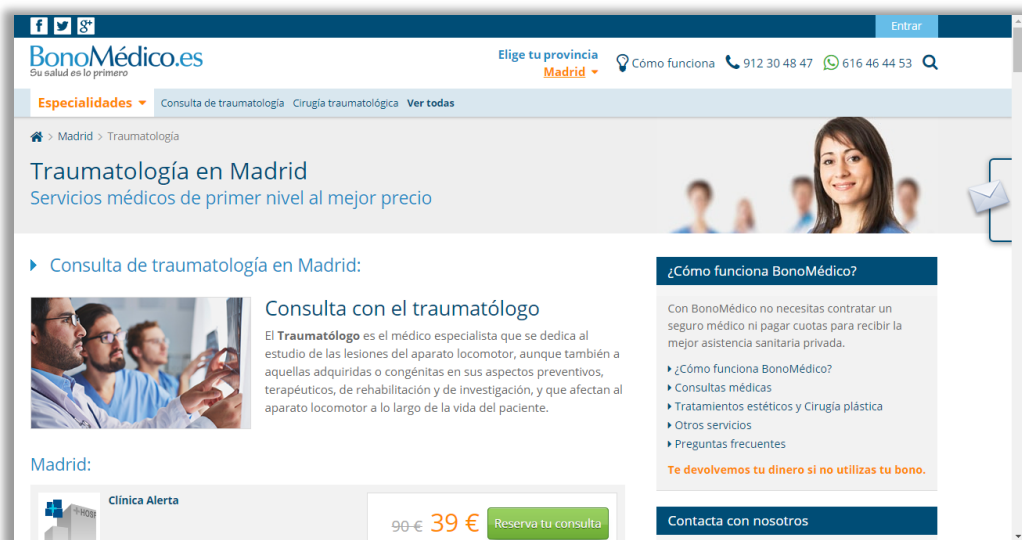 Entrar
BonoMédico.es
Su salud es lo primero
Elige tu provincia
Madrid
Cómo funciona
912 30 48 47
616 46 44 53
Especialidades
Consulta de traumatología Cirugía traumatológica Ver todas
> Madrid > Traumatología
Traumatología en Madrid
Servicios médicos de primer nivel al mejor precio
Consulta de traumatología en Madrid:
Consulta con el traumatólogo
El Traumatólogo es el médico especialista que se dedica al
estudio de las lesiones del aparato locomotor, aunque también a
aquellas adquiridas o congénitas en sus aspectos preventivos,
terapéuticos, de rehabilitación y de investigación, y que afectan al
aparato locomotor a lo largo de la vida del paciente.
Madrid:
Clínica Alerta
+HOSP
90 € 39 €
Reserva tu consulta
¿Cómo funciona BonoMédico?
Con BonoMédico no necesitas contratar un
seguro médico ni pagar cuotas para recibir la
mejor asistencia sanitaria privada.
¿Cómo funciona BonoMédico?
Consultas médicas
Tratamientos estéticos y Cirugía plástica
Otros servicios
Preguntas frecuentes
Te devolvemos tu dinero si no utilizas tu bono.
Contacta con nosotros